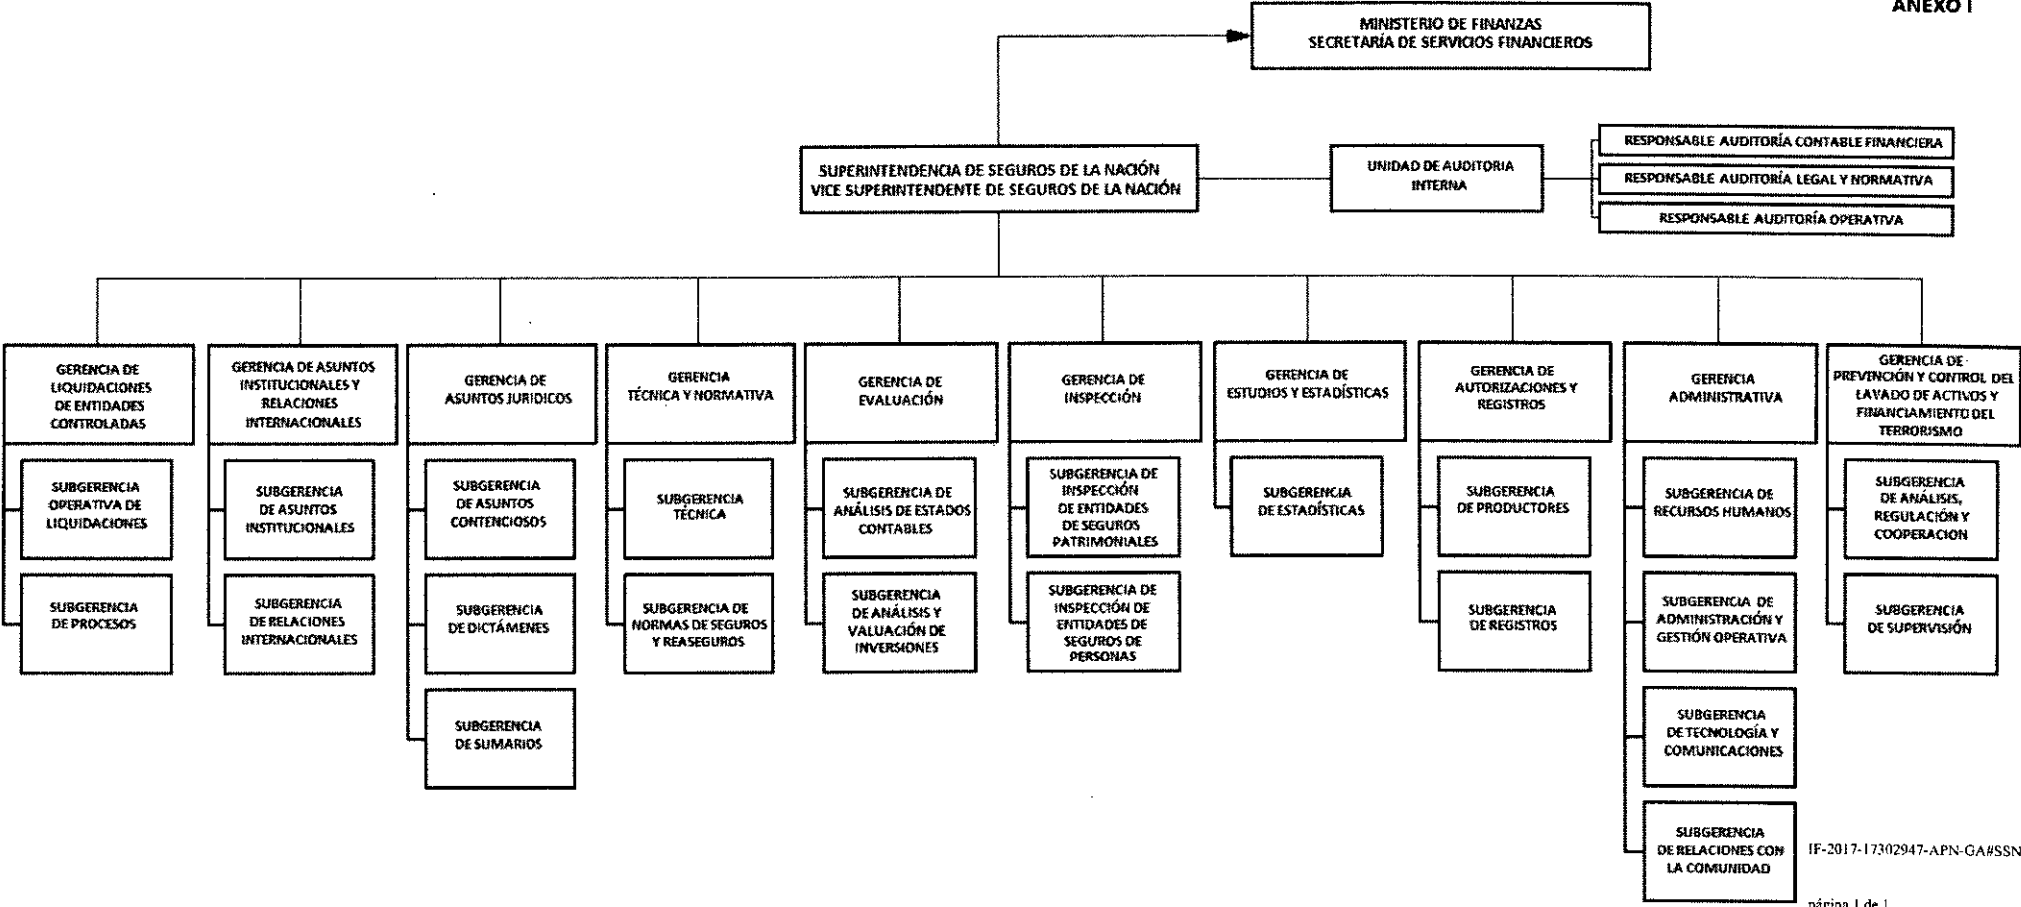 ANEXO I
MINISTERIO DE FINANZAS
SECRETARÍA DE SERVICIOS FINANCIEROS
SUPERINTENDENCIA DE SEGUROS DE LA NACIÓN
VICE SUPERINTENDENTE DE SEGUROS DE LA NACIÓN
UNIDAD DE AUDITORIA
INTERNA
RESPONSABLE AUDITORÍA CONTABLE FINANCIERA
RESPONSABLE AUDITORÍA LEGAL Y NORMATIVA
RESPONSABLE AUDITORÍA OPERATIVA
GERENCIA DE
LIQUIDACIONES
DE ENTIDADES
CONTROLADAS
SUBGERENCIA
OPERATIVA DE
LIQUIDACIONES
SUBGERENCIA
DE PROCESOS
GERENCIA DE ASUNTOS
INSTITUCIONALES Y
RELACIONES
INTERNACIONALES
SUBGERENCIA
DE ASUNTOS
INSTITUCIONALES
SUBGERENCIA
DE RELACIONES
INTERNACIONALES
GERENCIA DE
ASUNTOS JURIDICOS
SUBGERENCIA
DE ASUNTOS
CONTENCIOSOS
SUBGERENCIA
DE DICTÁMENES
SUBGERENCIA
DE SUMARIOS
GERENCIA
TÉCNICA Y NORMATIVA
SUBGERENCIA
TÉCNICA
SUBGERENCIA DE
NORMAS DE SEGUROS
Y REASEGUROS
GERENCIA DE
EVALUACIÓN
SUBGERENCIA DE
ANÁLISIS DE ESTADOS
CONTABLES
SUBGERENCIA
DE ANÁLISIS Y
VALUACIÓN DE
INVERSIONES
GERENCIA DE
INSPECCIÓN
SUBGERENCIA DE
INSPECCIÓN
DE ENTIDADES
DE SEGUROS
PATRIMONIALES
SUBGERENCIA DE
INSPECCIÓN DE
ENTIDADES DE
SEGUROS DE
PERSONAS
GERENCIA DE
ESTUDIOS Y ESTADÍSTICAS
SUBGERENCIA
DE ESTADÍSTICAS
GERENCIA DE
AUTORIZACIONES Y
REGISTROS
SUBGERENCIA
DE PRODUCTORES
SUBGERENCIA
DE REGISTROS
GERENCIA
ADMINISTRATIVA
SUBGERENCIA DE
RECURSOS HUMANOS
SUBGERENCIA DE
ADMINISTRACIÓN Y
GESTIÓN OPERATIVA
SUBGERENCIA
DE TECNOLOGÍA Y
COMUNICACIONES
SUBGERENCIA
DE RELACIONES CON
LA COMUNIDAD
GERENCIA DE
PREVENCIÓN Y CONTROL DEL
LAVADO DE ACTIVOS Y
FINANCIAMIENTO DEL
TERRORISMO
SUBGERENCIA
DE ANÁLISIS,
REGULACIÓN Y
COOPERACION
SUBGERENCIA
DE SUPERVISIÓN
IF-2017-17302947-APN-GA#SSN
página 1 de 1